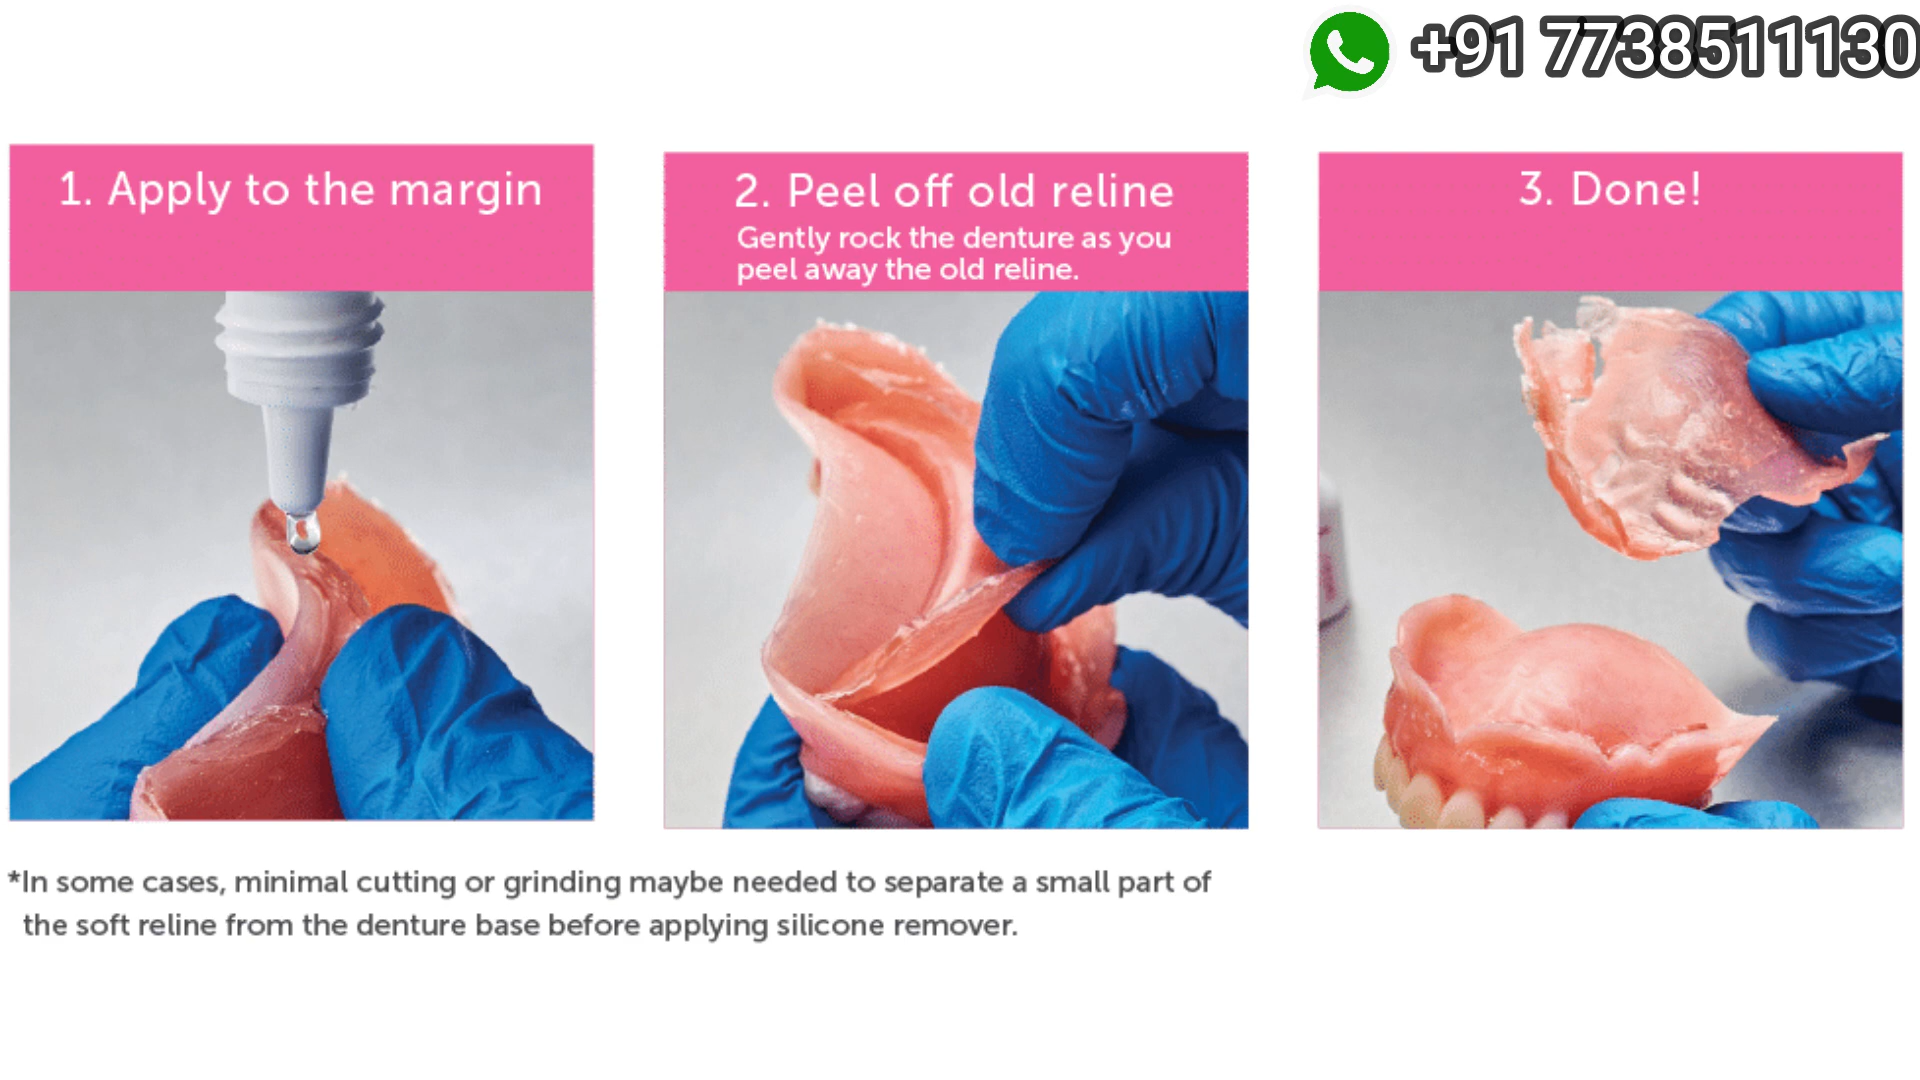 +91 7738511130
1. Apply to the margin
2. Peel off old reline
Gently rock the denture as you
peel away the old reline.
3. Done!
*In some cases, minimal cutting or grinding maybe needed to separate a small part of
the soft reline from the denture base before applying silicone remover.